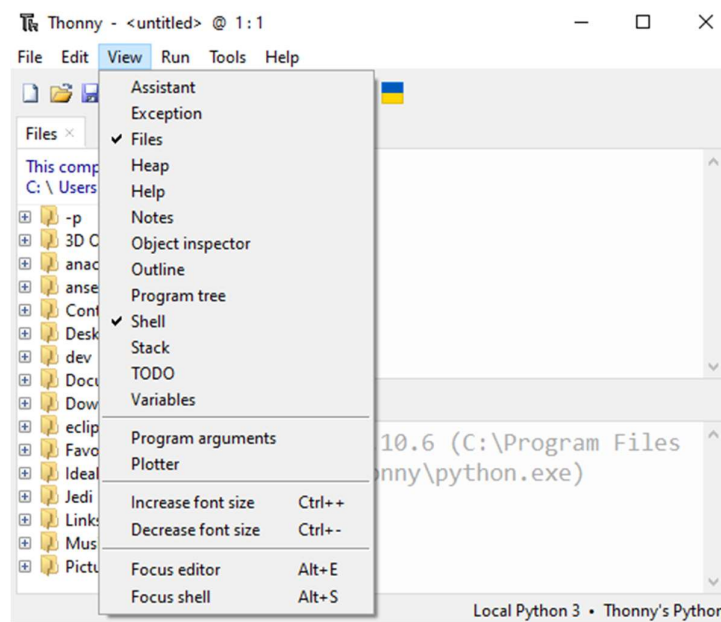 Thonny - <untitled> @ 1:1
File Edit View Run Tools Help
Files
This comp
C: \ Users
-p
3D O
anac
anse
Cont
Desk
dev
Docu
Dow
eclip
Favo
Ideal
Jedi
Links
Mus
Pictu
Assistant
Exception
Files
Heap
Help
Notes
Object inspector
Outline
Program tree
Shell
Stack
TODO
Variables
Program arguments
Plotter
Increase font size Ctrl++
Decrease font size Ctrl+-
Focus editor Alt+E
Focus shell Alt+S
10.6 (C:\Program Files
onny\python.exe)
Local Python 3 • Thonny's Python